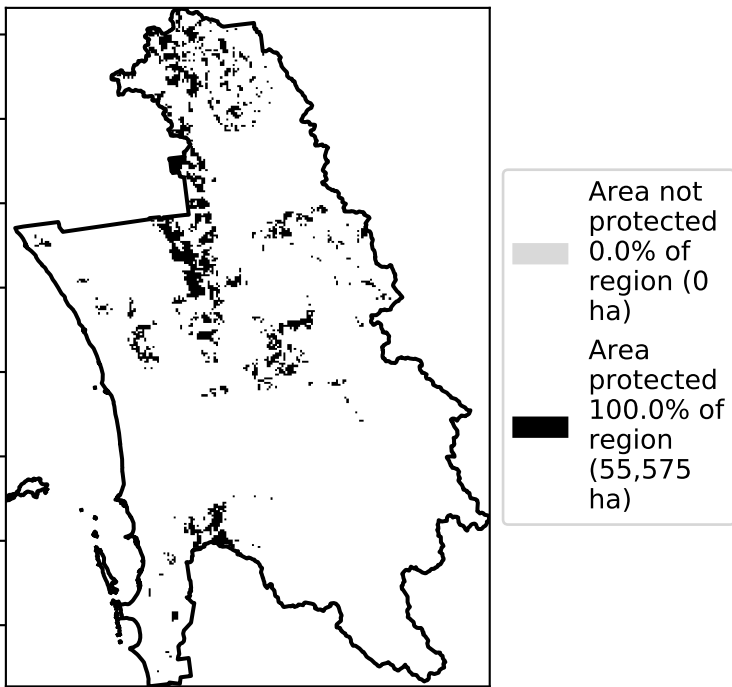 Area not
protected
0.0% of
region (0
ha)
Area
protected
100.0% of
region
(55,575
ha)